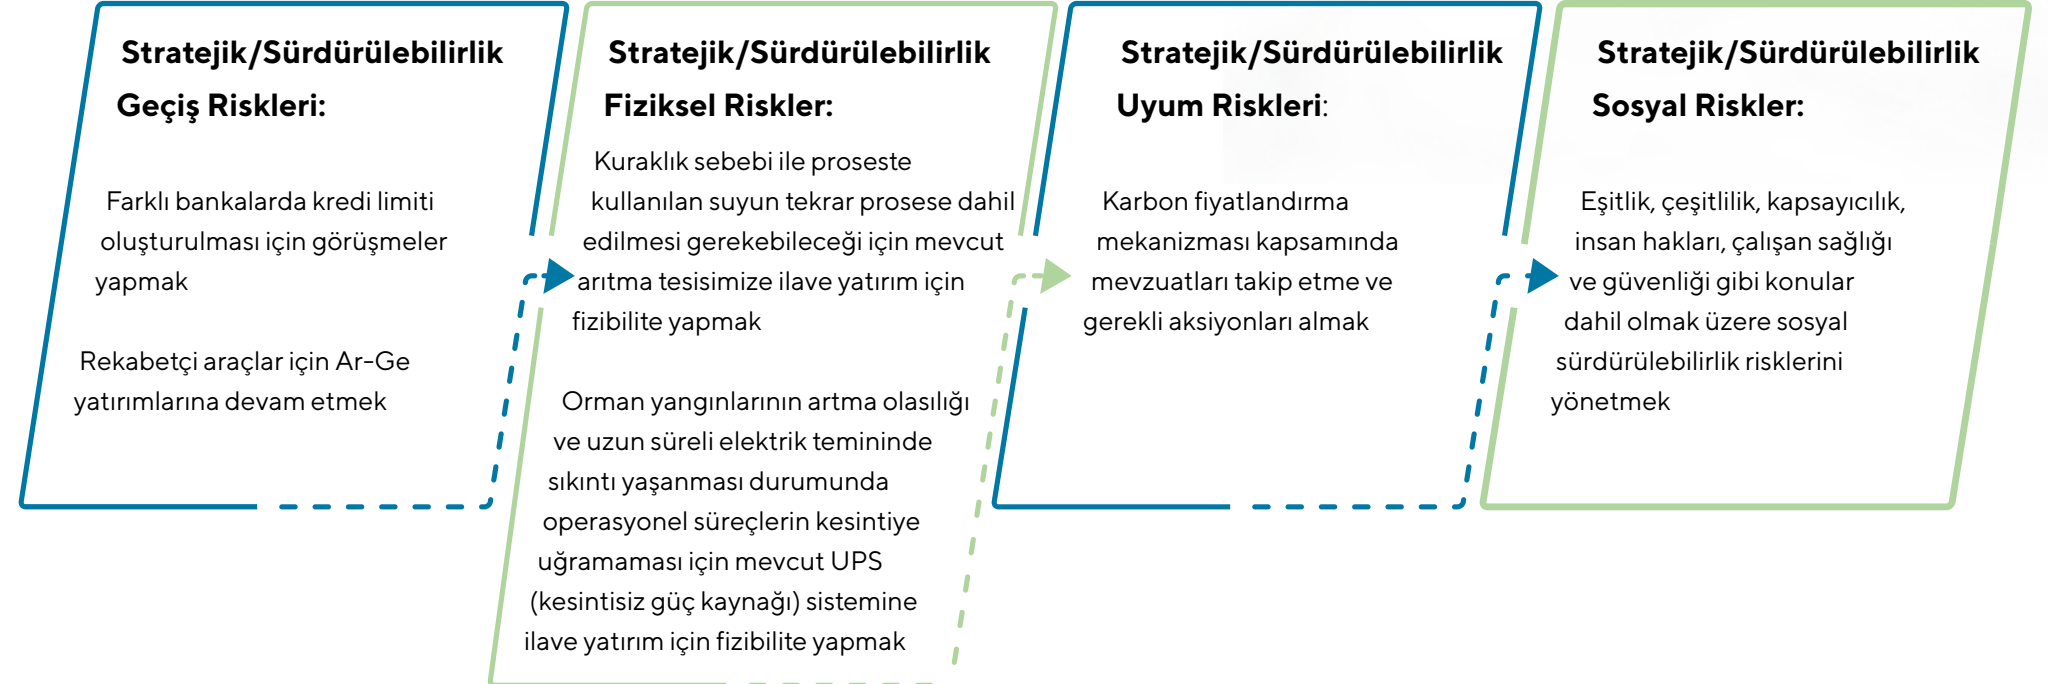 Stratejik/Sürdürülebilirlik
Geçiş Riskleri:
Farklı bankalarda kredi limiti
oluşturulması için görüşmeler
yapmak
Rekabetçi araçlar için Ar-Ge
yatırımlarına devam etmek
Stratejik/Sürdürülebilirlik
Fiziksel Riskler:
Kuraklık sebebi ile proseste
kullanılan suyun tekrar prosese dahil
edilmesi gerekebileceği için mevcut
arıtma tesisimize ilave yatırım için
fizibilite yapmak
Orman yangınlarının artma olasılığı
ve uzun süreli elektrik temininde
sıkıntı yaşanması durumunda
operasyonel süreçlerin kesintiye
uğramaması için mevcut UPS
(kesintisiz güç kaynağı) sistemine
ilave yatırım için fizibilite yapmak
Stratejik/Sürdürülebilirlik
Uyum Riskleri:
Karbon fiyatlandırma
mekanizması kapsamında
mevzuatları takip etme ve
gerekli aksiyonları almak
Stratejik/Sürdürülebilirlik
Sosyal Riskler:
Eşitlik, çeşitlilik, kapsayıcılık,
insan hakları, çalışan sağlığı
ve güvenliği gibi konular
dahil olmak üzere sosyal
sürdürülebilirlik risklerini
yönetmek